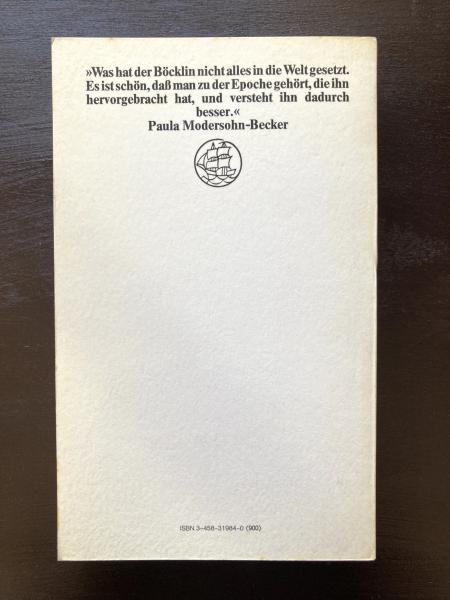 »Was hat der Böcklin nicht alles in die Welt gesetzt.
Es ist schön, daß man zu der Epoche gehört, die ihn
hervorgebracht hat, und versteht ihn dadurch
besser.«
Paula Modersohn-Becker
ISBN 3-458-31984-0 (900)